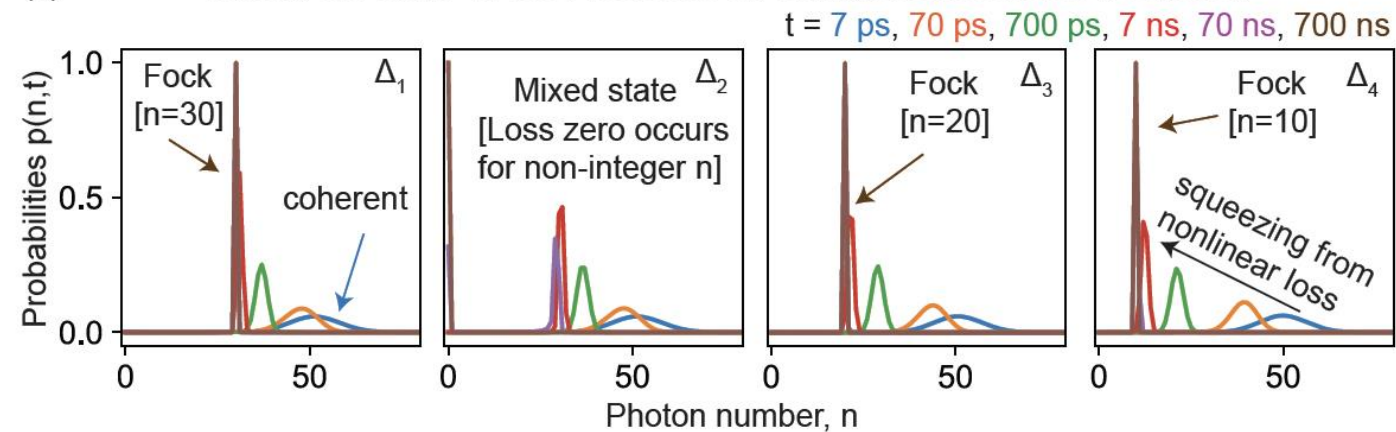 t = 7 ps, 70 ps, 700 ps, 7 ns, 70 ns, 700 ns
Probabilities p(n,t)
1.0
0.5
0.0
Fock
[n=30]
Δ1
coherent
0
50
Mixed state
[Loss zero occurs
for non-integer n]
Δ2
0
50
Fock
[n=20]
Δ3
0
50
Fock
[n=10]
Δ4
squeezing from
nonlinear loss
0
50
Photon number, n